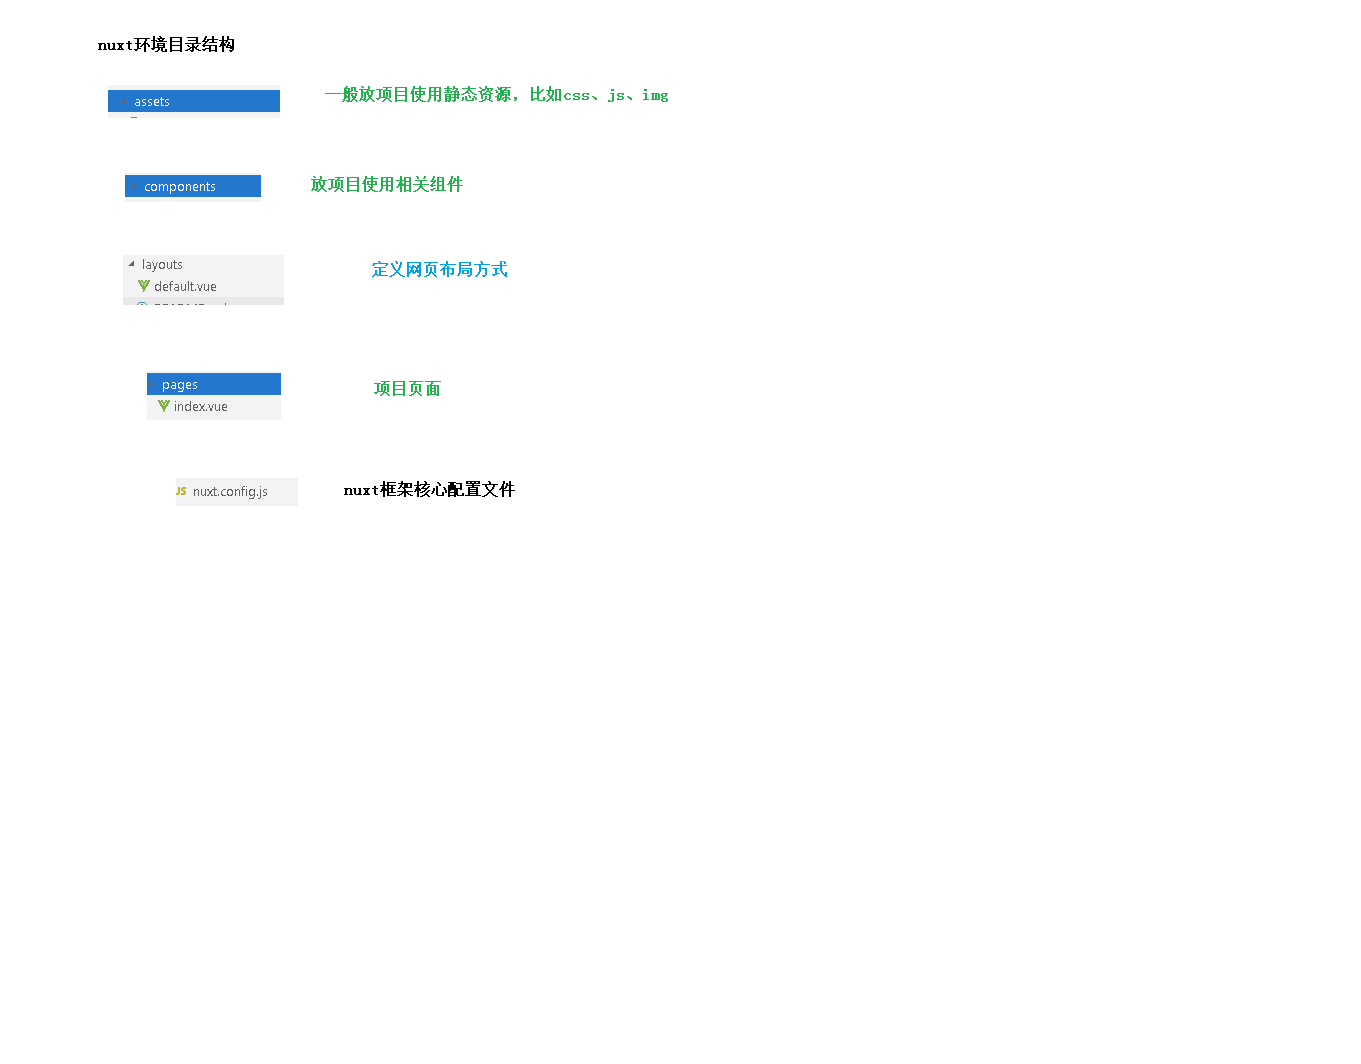 nuxt环境目录结构
assets
一般放项目使用静态资源，比如css、js、img
components
放项目使用相关组件
layouts
定义网页布局方式
default.vue
pages
项目页面
index.vue
JS nuxt.config.js
nuxt框架核心配置文件